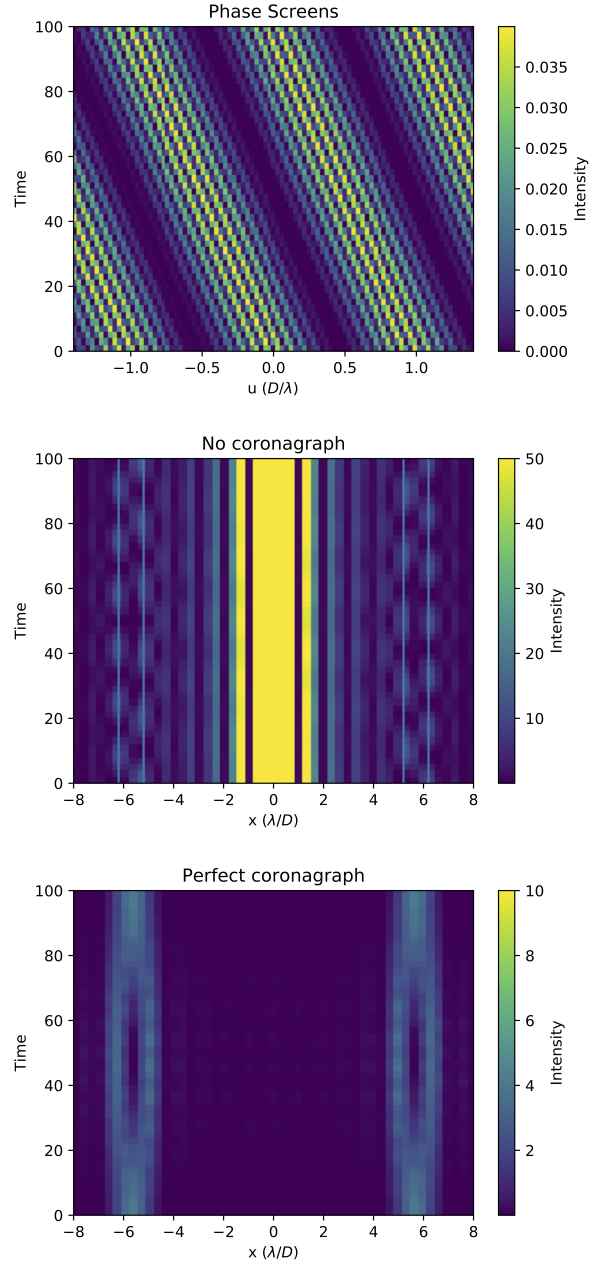 Phase Screens
100
80
60
40
20
0
Time
−1.0 −0.5 0.0 0.5 1.0
u (D/λ)
0.035
0.030
0.025
0.020
0.015
0.010
0.005
0.000
Intensity
No coronagraph
100
80
60
40
20
0
Time
−8 −6 −4 −2 0 2 4 6 8
x (λ/D)
50
40
30
20
10
Intensity
Perfect coronagraph
100
80
60
40
20
0
Time
−8 −6 −4 −2 0 2 4 6 8
x (λ/D)
10
8
6
4
2
Intensity